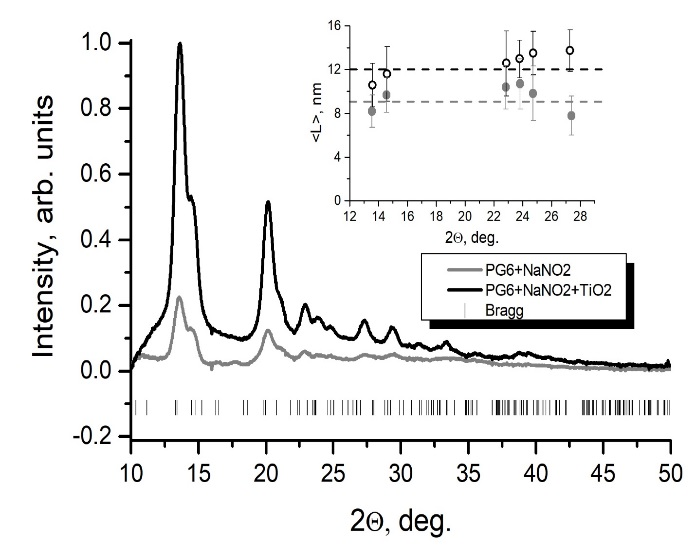 16
12
8
4
0
<L>, nm
12 14 16 18 20 22 24 26 28
2Θ, deg.
1.0
0.8
0.6
0.4
0.2
0.0
-0.2
Intensity, arb. units
PG6+NaNO2
PG6+NaNO2+TiO2
Bragg
10 15 20 25 30 35 40 45 50
2Θ, deg.